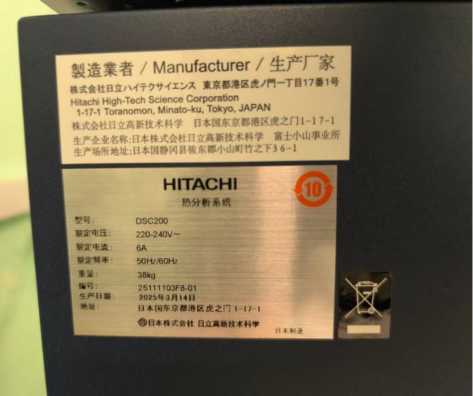 製造業者 / Manufacturer / 生产厂家
株式会社日立ハイテクサイエンス 東京都港区虎ノ門一丁目17番1号
Hitachi High-Tech Science Corporation
1-17-1 Toranomon, Minato-ku, Tokyo, JAPAN
株式会社日立高新技术科学 日本国东京都港区虎之门1-17-1
生产企业名称:日本株式会社日立高新技术科学 富士小山事业所
生产场所地址:日本国静冈县骏东郡小山町竹之下36-1
HITACHI
10
热分析系统
型号: DSC200
额定电压: 220-240V~
额定电流: 6A
额定频率: 50Hz/60Hz
重量: 38kg
编号: 25111103F8-01
生产日期: 2025年3月14日
地址: 日本国东京都港区虎之门1-17-1
日本株式会社 日立高新技术科学
日本制造